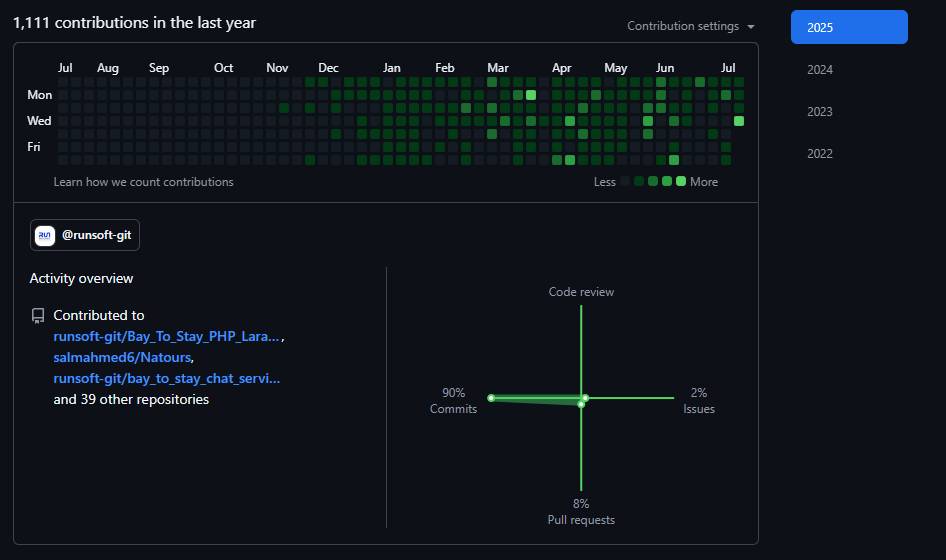 1,111 contributions in the last year
Contribution settings
2025
2024
2023
2022
Jul Aug Sep Oct Nov Dec Jan Feb Mar Apr May Jun Jul
Mon
Wed
Fri
Learn how we count contributions
Less More
RUN
@runsoft-git
Activity overview
Contributed to
runsoft-git/Bay_To_Stay_PHP_Lara...,
salmahmed6/Natours,
runsoft-git/bay_to_stay_chat_servi...
and 39 other repositories
Code review
90%
Commits
2%
Issues
8%
Pull requests